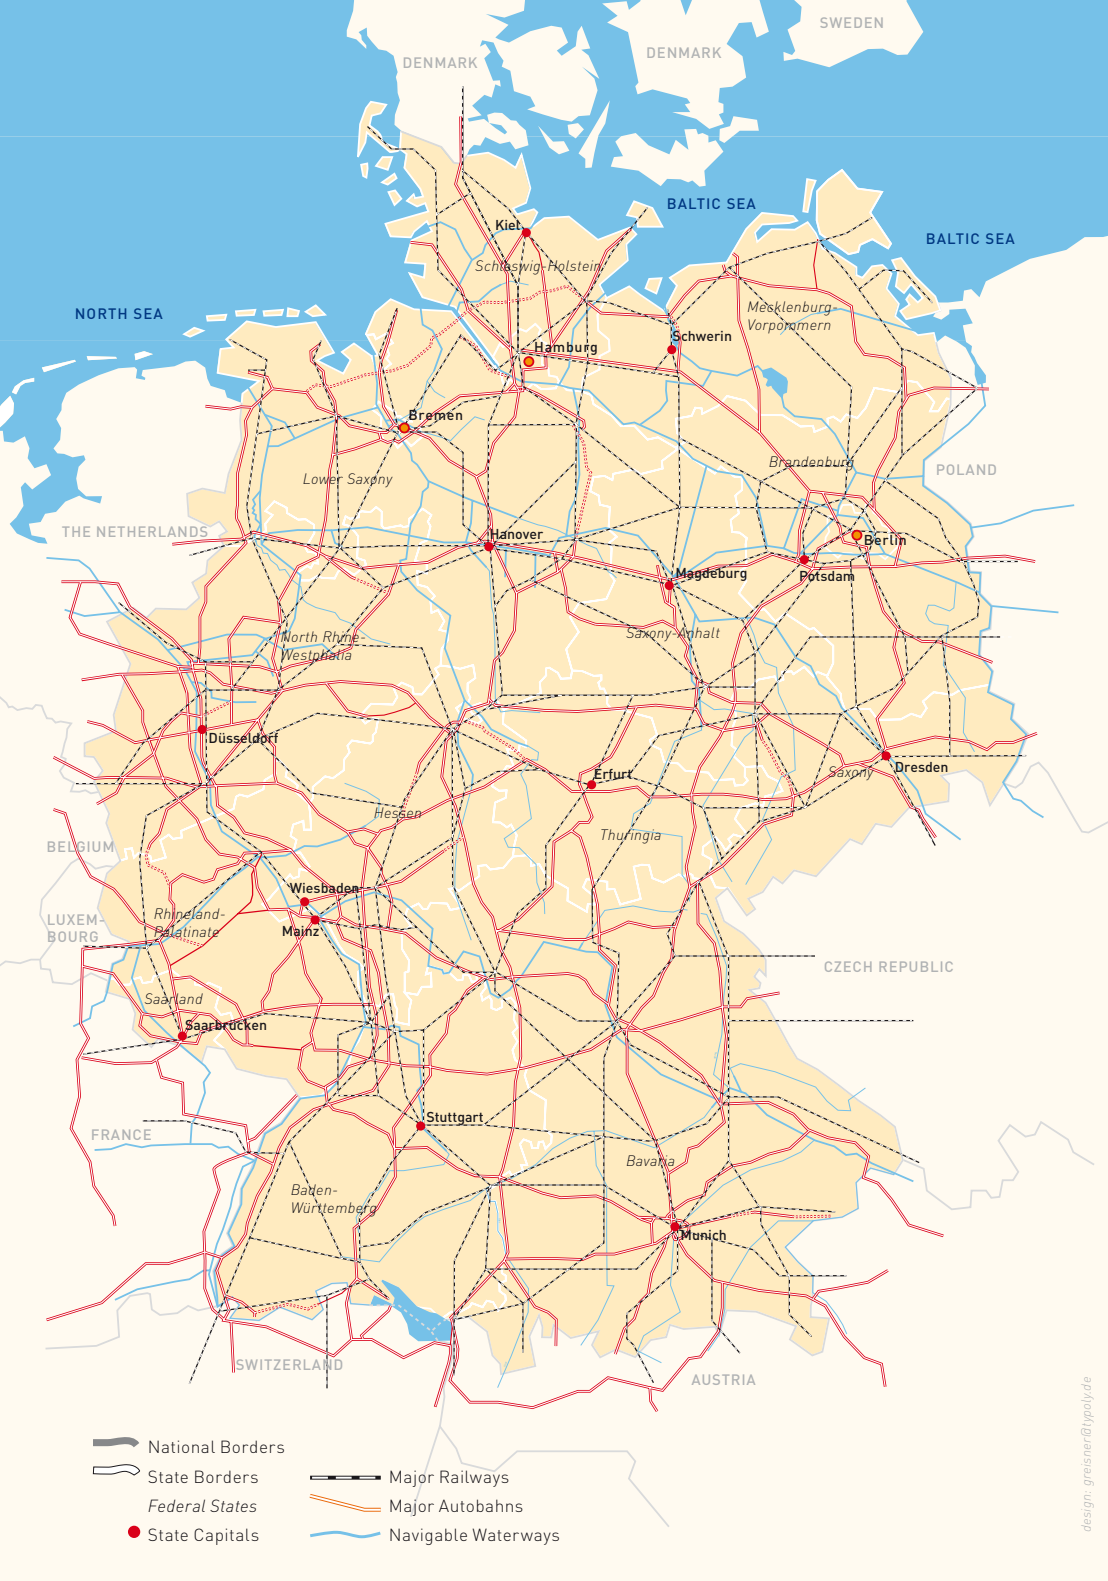 SWEDEN
DENMARK
DENMARK
BALTIC SEA
Kiel
BALTIC SEA
Schleswig-Holstein
NORTH SEA
Mecklenburg-
Vorpommern
Schwerin
Hamburg
Bremen
Brandenburg
POLAND
Lower Saxony
THE NETHERLANDS
Hanover
Berlin
Magdeburg
Potsdam
North Rhine-
Westphalia
Saxony-Anhalt
Düsseldorf
Erfurt
Saxony
Dresden
Hessen
Thuringia
BELGIUM
Wiesbaden
LUXEM-
BOURG
Rhineland-
Palatinate
Mainz
CZECH REPUBLIC
Saarland
Saarbrücken
Stuttgart
FRANCE
Bavaria
Baden-
Württemberg
Munich
SWITZERLAND
AUSTRIA
National Borders
State Borders
Federal States
State Capitals
Major Railways
Major Autobahns
Navigable Waterways
design: greisner@typoly.de